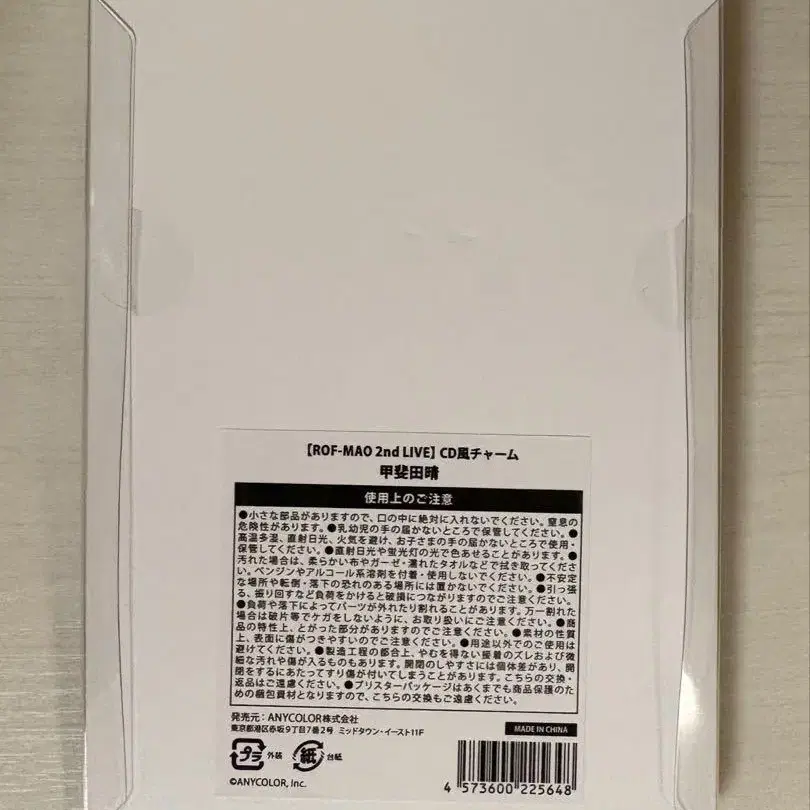 【ROF-MAO 2nd LIVE】CD風チャーム
甲斐田晴
使用上のご注意
●小さな部品がありますので、口の中に絶対に入れないでください。窒息の
危険性があります。●乳幼児の手の届かないところで保管してください。●
高温多湿、直射日光、火気を避け、お子さまの手の届かないところで使用・
保管してください。●直射日光や蛍光灯の光で色あせることがあります。●
汚れた場合は、柔らかい布やガーゼ・濡れたタオルなどで拭き取ってくださ
い。ベンジンやアルコール系溶剤を付着・使用しないでください。●不安定
な場所や転倒・落下の恐れのある場所には置かないでください。●引っ張
る、振り回すなど負荷をかけると破損につながりますのでご注意ください。
●負荷や落下によってパーツが外れたり割れることがあります。万一割れた
場合は破片等でケガをしないように、お取り扱いにご注意ください。●商
品の特性上、とがった部分がありますのでご注意ください。●素材の性質
上、表面に傷がつきやすいのでご注意ください。●用途以外でのご使用は
避けてください。●製造工程の都合上、やむを得ない接着のズレおよび微
細な汚れや傷が入るものもあります。開閉のしやすさには個体差があり、開
閉をするにあたってすり傷が付いてしまうことがあります。こちらの交換・
返品はご遠慮ください。●ブリスターパッケージはあくまでも商品保護のた
めの梱包資材となりますので、こちらの交換もご遠慮ください。
発売元：ANYCOLOR株式会社
東京都港区赤坂9丁目7番2号 ミッドタウン・イースト11F
MADE IN CHINA
プラ 外装 紙 台紙
©ANYCOLOR, Inc.
4 573600 225648